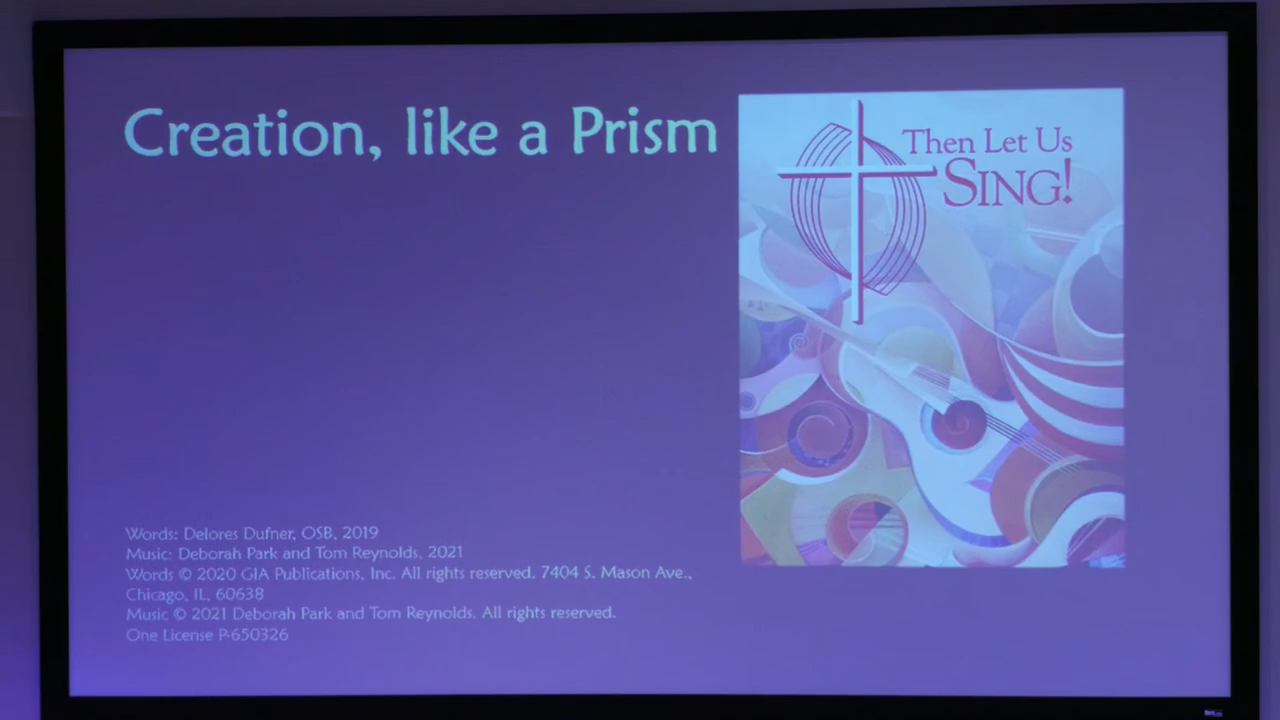 Creation, like a Prism
Then Let Us
SING!
Words: Delores Dufner, OSB, 2019
Music: Deborah Park and Tom Reynolds, 2021
Words © 2020 GIA Publications, Inc. All rights reserved. 7404 S. Mason Ave.,
Chicago, IL, 60638
Music © 2021 Deborah Park and Tom Reynolds. All rights reserved.
One License P-650326